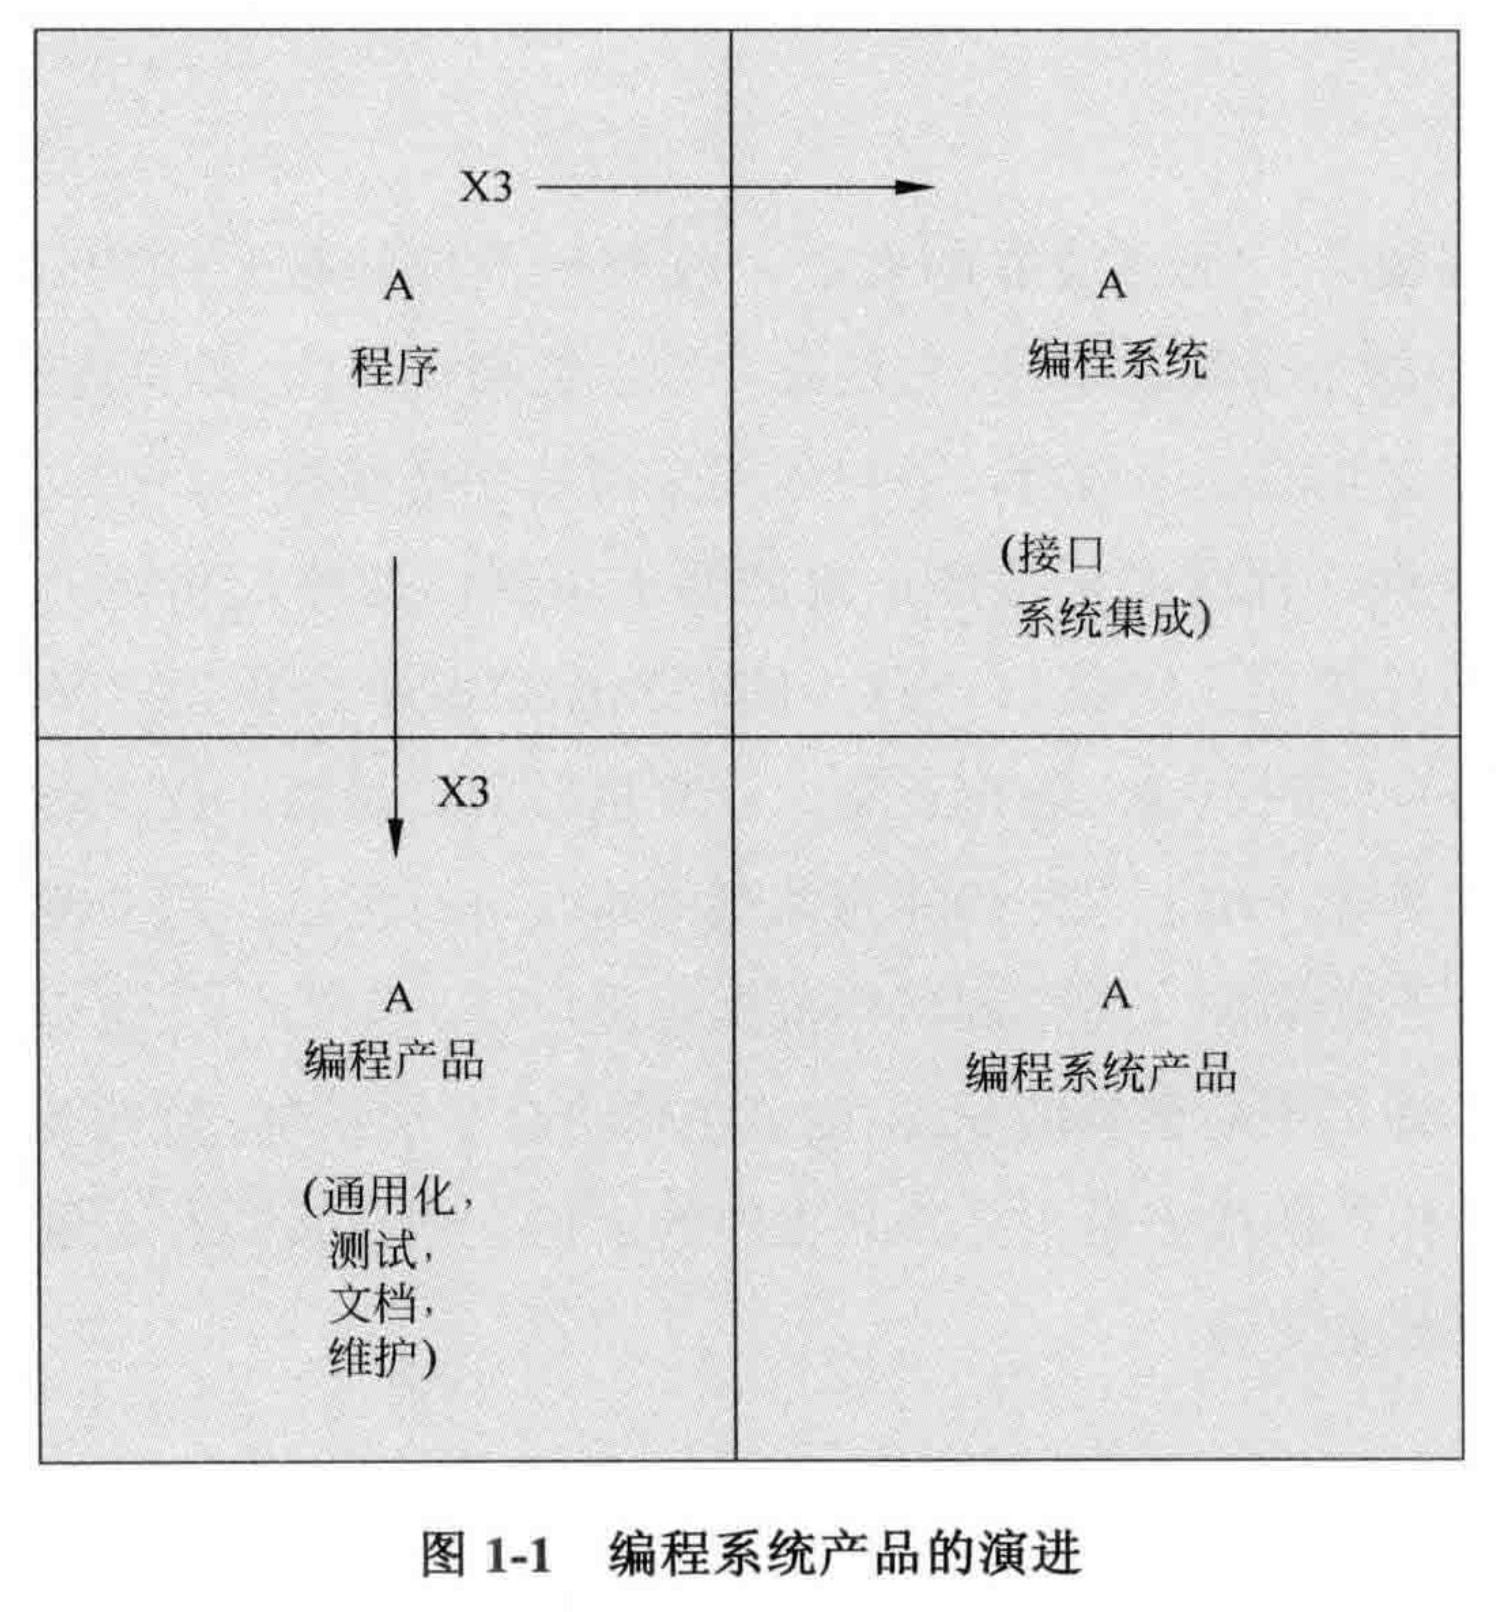 X3
A
程序
A
编程系统
(接口
系统集成)
X3
A
编程产品
(通用化,
测试,
文档,
维护)
A
编程系统产品
图 1-1 编程系统产品的演进